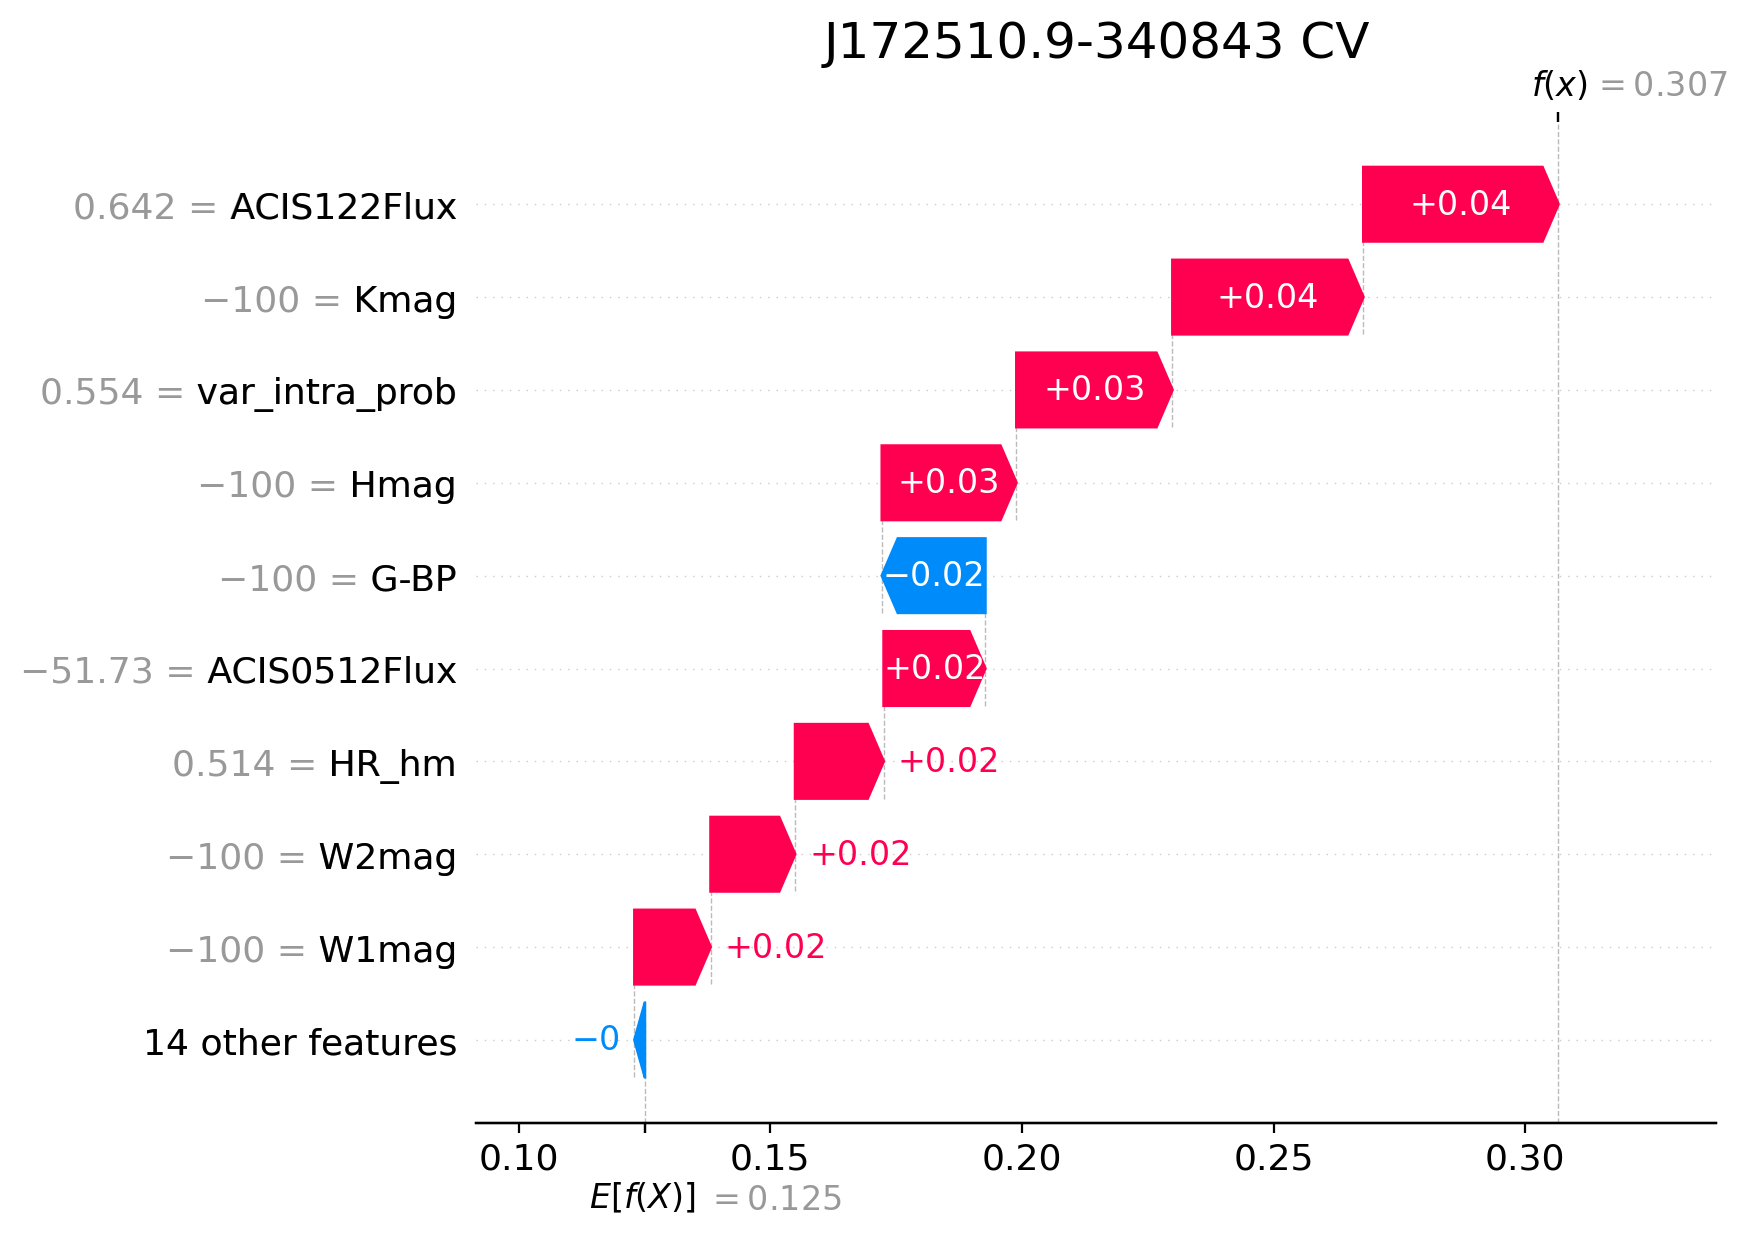 J172510.9-340843 CV
f(x) = 0.307
0.642 = ACIS122Flux +0.04
−100 = Kmag +0.04
0.554 = var_intra_prob +0.03
−100 = Hmag +0.03
−100 = G-BP −0.02
−51.73 = ACIS0512Flux +0.02
0.514 = HR_hm +0.02
−100 = W2mag +0.02
−100 = W1mag +0.02
14 other features −0
0.10 0.15 0.20 0.25 0.30
E[f(X)] = 0.125